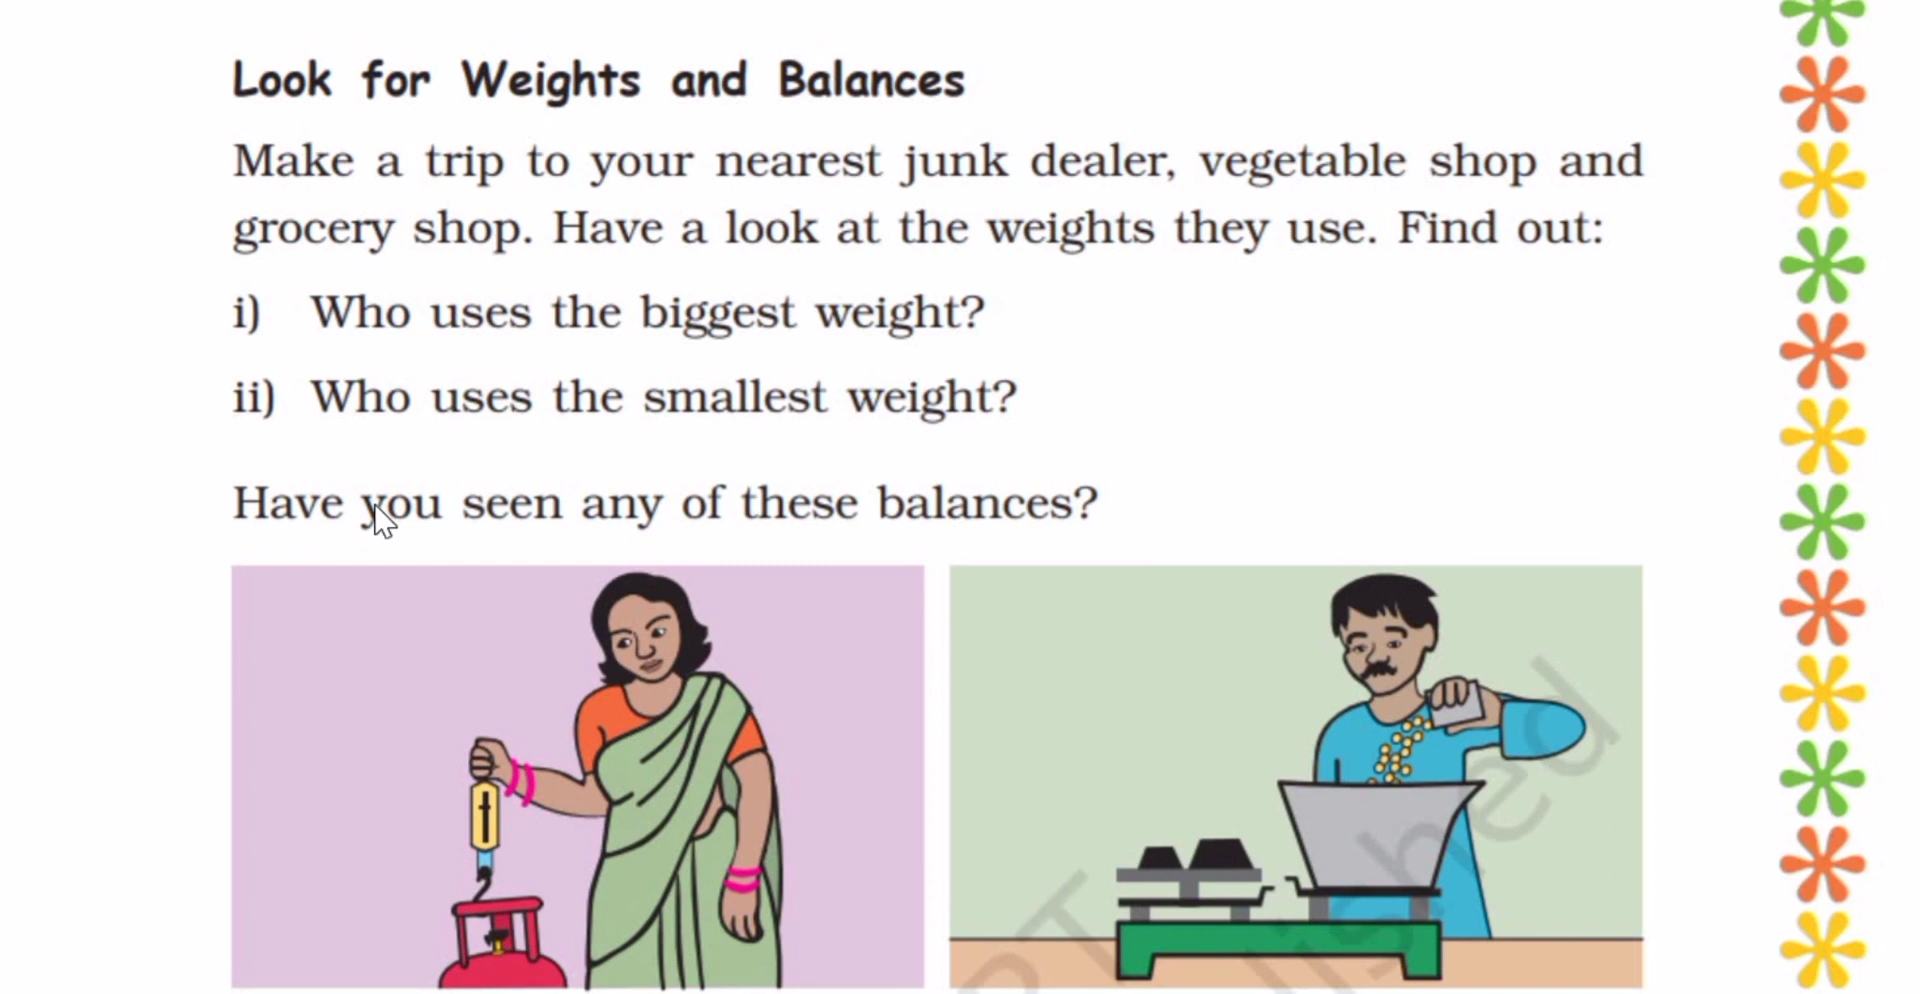 Look for Weights and Balances
Make a trip to your nearest junk dealer, vegetable shop and
grocery shop. Have a look at the weights they use. Find out:
i) Who uses the biggest weight?
ii) Who uses the smallest weight?
Have you seen any of these balances?